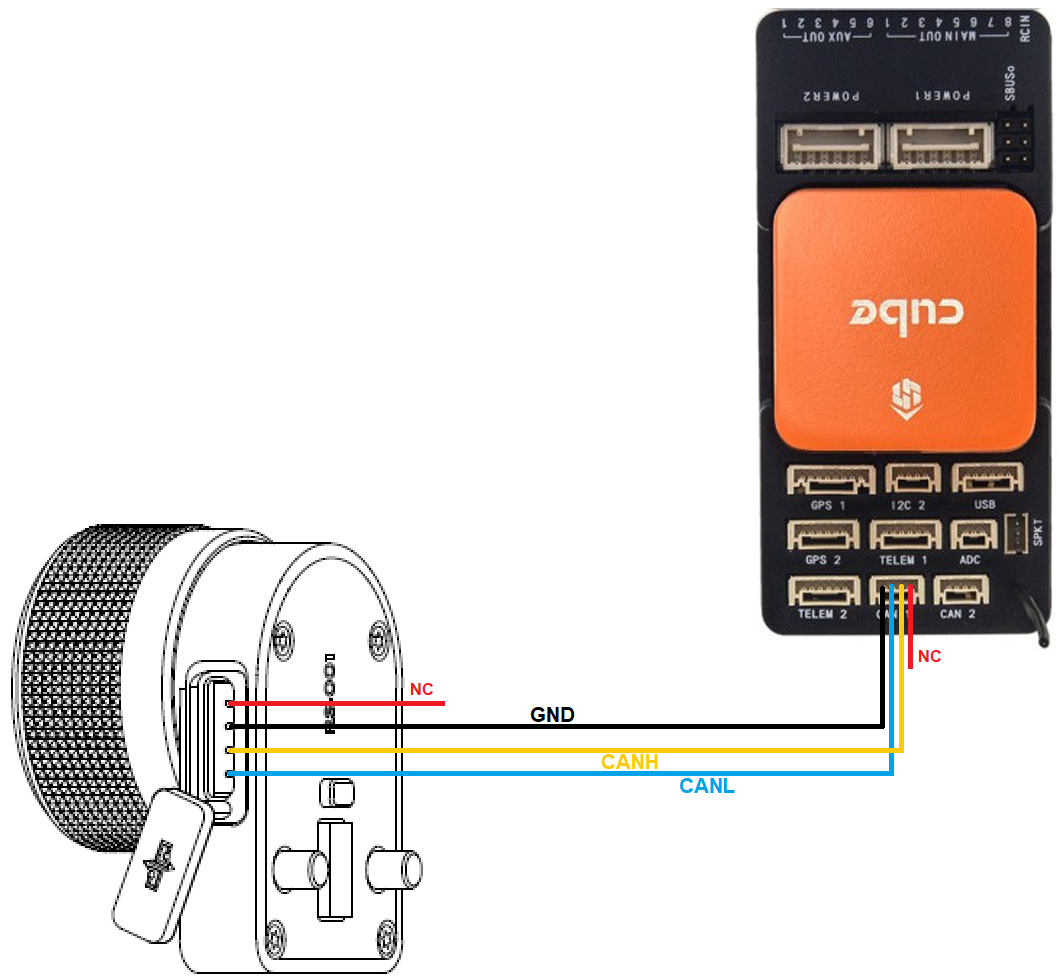 1 2 3 4 5 6 1 2 3 4 5 6 7 8
AUX OUT MAIN OUT
RCIN
POWER2 POWER1
SBUSo
cube
GPS 1 I2C 2 USB
GPS 2 TELEM 1 ADC
SPKT
TELEM 2 CAN 2
NC
NC
GND
CANH
CANL